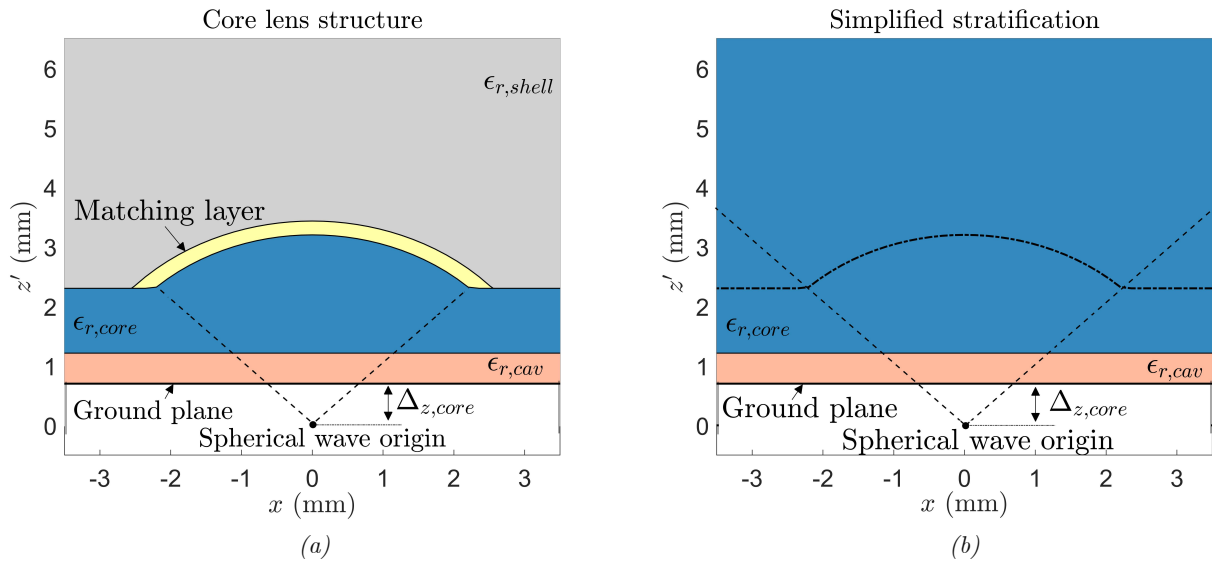 Core lens structure
6
5
4
3
2
1
0
z′ (mm)
ϵr,shell
Matching layer
ϵr,core
ϵr,cav
Ground plane
Δz,core
Spherical wave origin
-3 -2 -1 0 1 2 3
x (mm)
(a)
Simplified stratification
6
5
4
3
2
1
0
z′ (mm)
ϵr,core
ϵr,cav
Ground plane
Δz,core
Spherical wave origin
-3 -2 -1 0 1 2 3
x (mm)
(b)